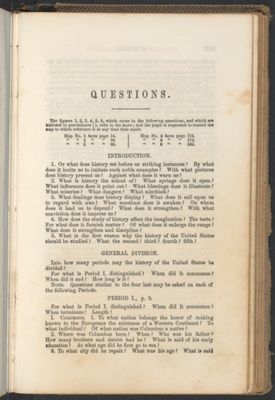 QUESTIONS.
The figures 1, 2, 3, 4, 5, 6, which occur in the following questions, and which are
enclosed in parentheses ( ), refer to the MAPS; and the pupil is requested to consult the
map to which reference is at any time thus made.
Map No. 1 faces page 14.
Map No. 4 faces page 114.
INTRODUCTION.
1. Of what does history set before us striking instances? By what
does it incite us to imitate such noble examples? With what pictures
does history present us? Against what does it warn us?
2. What is history the school of? What springs does it open?
What influences does it point out? What blessings does it illustrate?
What miseries? What dangers? What mischiefs?
3. What dealings does history display? What does it call upon us
to regard with awe? What emotions does it awaken? On whom
does it lead us to depend? What does it strengthen? With what
conviction does it impress us?
4. How does the study of history affect the imagination? The taste?
For what does it furnish matter? Of what does it enlarge the range?
What does it strengthen and discipline?
5. What is the first reason why the history of the United States
should be studied? What the second? third? fourth? fifth?
GENERAL DIVISION.
Into how many periods may the history of the United States be
divided?
For what is Period I. distinguished? When did it commence?
When did it end? How long is it?
NOTE. Questions similar to the four last may be asked on each of
the following Periods.
PERIOD I., p. 9.
For what is Period I. distinguished? When did it commence?
When terminate? Length?
I. COLUMBUS. 1. To what nation belongs the honor of making
known to the Europeans the existence of a Western Continent? To
what individual? Of what nation was Columbus a native?
2. Where was Columbus born? When? Who was his father?
How many brothers and sisters had he? What is said of his early
education? At what age did he first go to sea?
3. To what city did he repair? What was his age? What is said